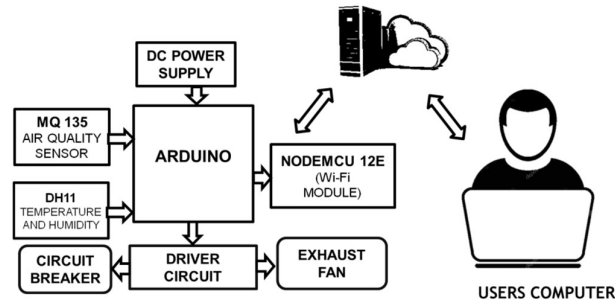 DC POWER
SUPPLY
MQ 135
AIR QUALITY
SENSOR
ARDUINO
NODEMCU 12E
(Wi-Fi
MODULE)
DH11
TEMPERATURE
AND HUMIDITY
CIRCUIT
BREAKER
DRIVER
CIRCUIT
EXHAUST
FAN
USERS COMPUTER